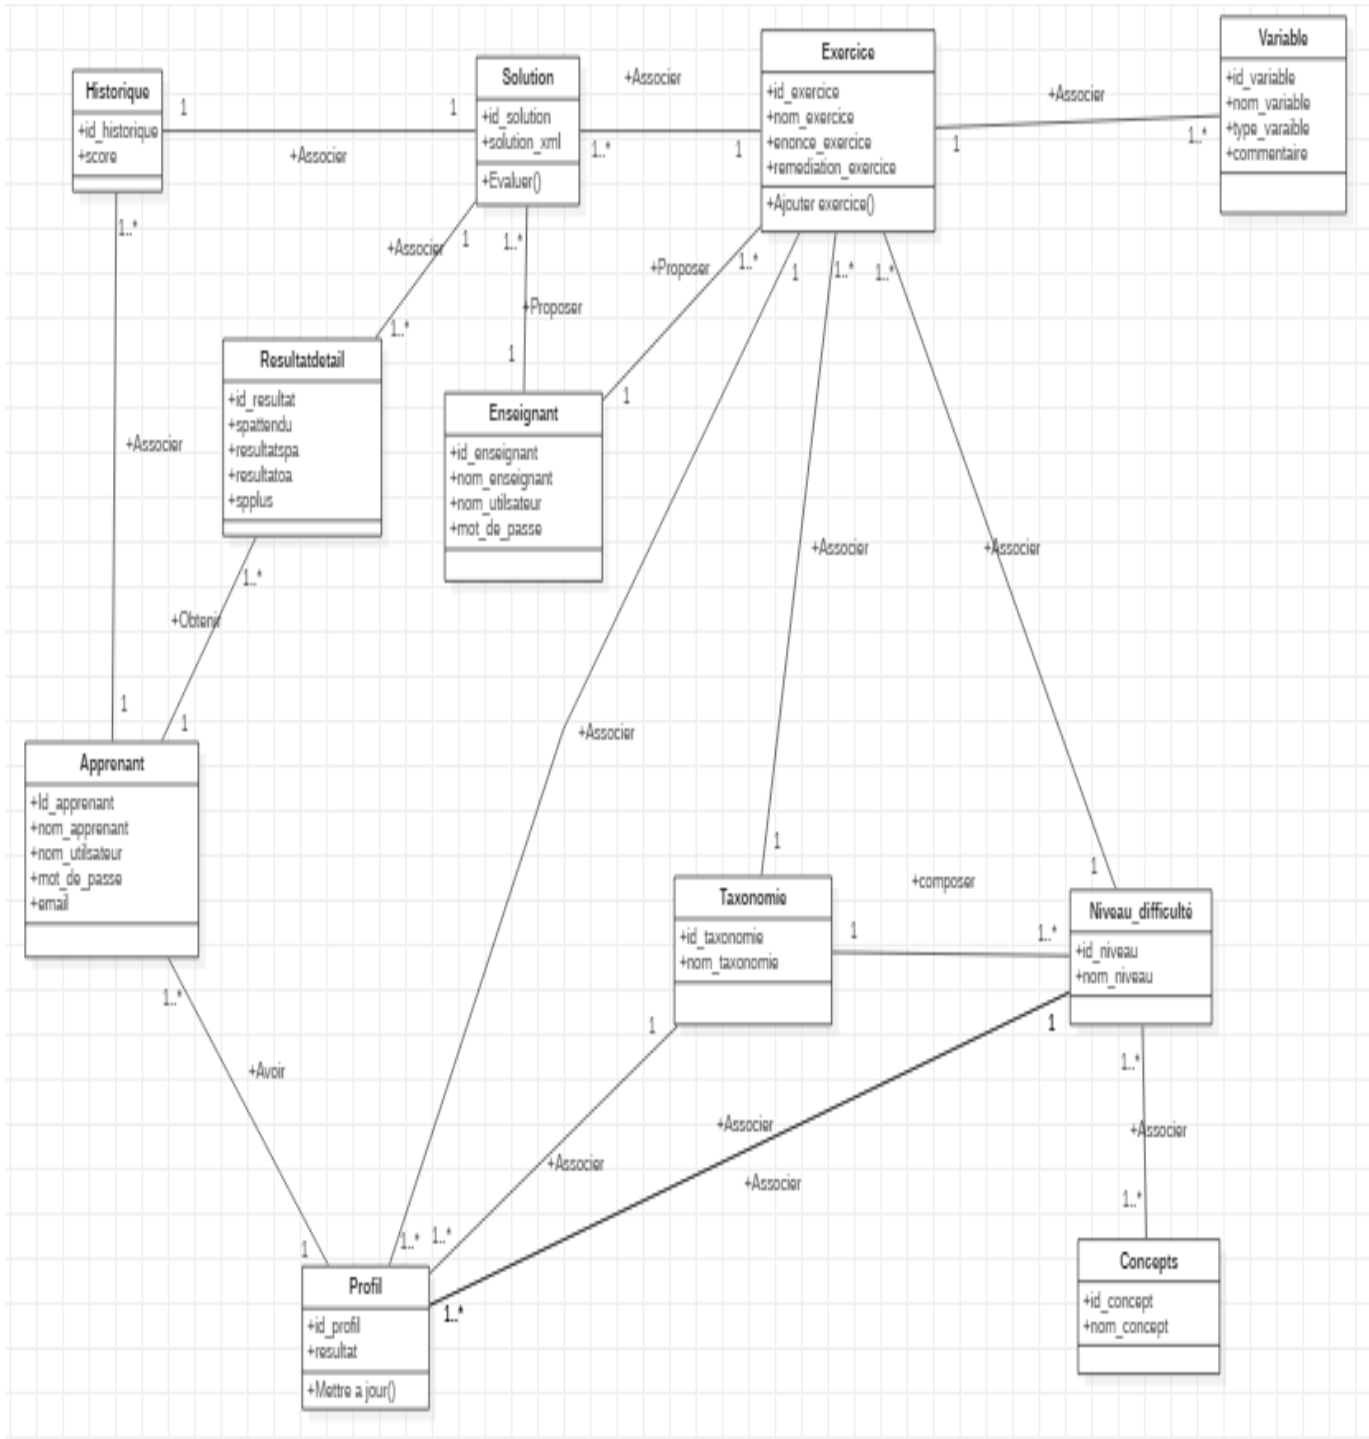 Historique
+id_historique
+score
1
1
+Associer
Solution
+id_solution
+solution_xml
+Evaluer()
+Associer
1..*
1
Exercice
+id_exercice
+nom_exercice
+enonce_exercice
+remediation_exercice
+Ajouter exercice()
+Associer
1
1..*
Variable
+id_variable
+nom_variable
+type_varaible
+commentaire
1..*
+Associer
1
+Associer
1
1..*
1..*
+Proposer
1
+Proposer
1..*
1
1
1..*
1..*
Resultatdetail
+id_resultat
+spattendu
+resultatspa
+resultatoa
+spplus
Enseignant
+id_enseignant
+nom_enseignant
+nom_utilsateur
+mot_de_passe
1..*
+Obtenir
1
+Associer
+Associer
+Associer
Apprenant
+Id_apprenant
+nom_apprenant
+nom_utilsateur
+mot_de_passe
+email
1
1
Taxonomie
+id_taxonomie
+nom_taxonomie
+composer
1
1..*
Niveau_difficulté
+id_niveau
+nom_niveau
1..*
+Avoir
1
1
+Associer
1..*
1..*
1
+Associer
+Associer
1..*
1..*
+Associer
1..*
Profil
+id_profil
+resultat
+Mettre a jour()
Concepts
+id_concept
+nom_concept